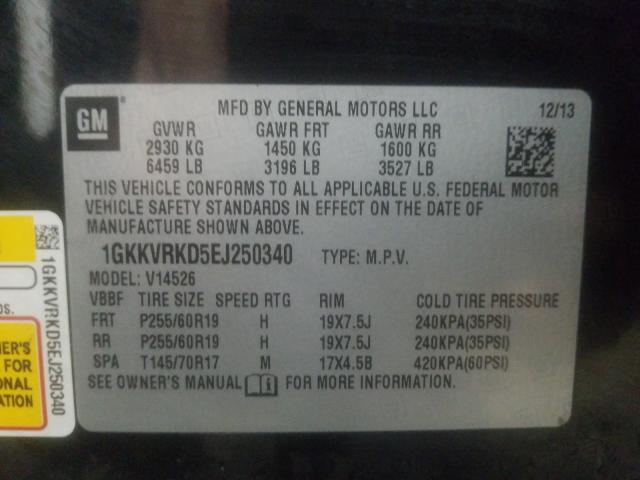 GM
MFD BY GENERAL MOTORS LLC 12/13
GVWR GAWR FRT GAWR RR
2930 KG 1450 KG 1600 KG
6459 LB 3196 LB 3527 LB
THIS VEHICLE CONFORMS TO ALL APPLICABLE U.S. FEDERAL MOTOR
VEHICLE SAFETY STANDARDS IN EFFECT ON THE DATE OF
MANUFACTURE SHOWN ABOVE.
1GKKVRKD5EJ250340 TYPE: M.P.V.
MODEL: V14526
VBBF TIRE SIZE SPEED RTG RIM COLD TIRE PRESSURE
FRT P255/60R19 H 19X7.5J 240KPA(35PSI)
RR P255/60R19 H 19X7.5J 240KPA(35PSI)
SPA T145/70R17 M 17X4.5B 420KPA(60PSI)
SEE OWNER'S MANUAL FOR MORE INFORMATION.
1GKKVRKD5EJ250340
FOR